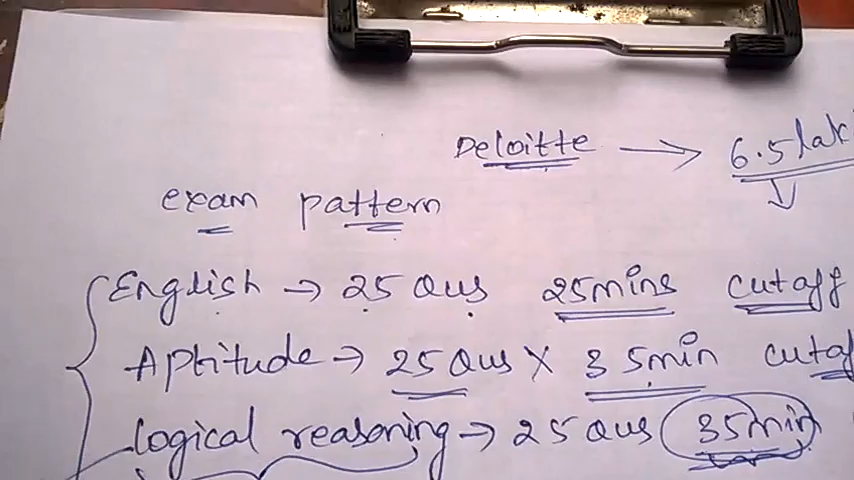 Deloitte → 6.5 lak
exam pattern
English → 25 Qus 25mins cutoff
Aptitude → 25 Qus × 35min cutof
logical reasoning → 25 Qus 35min